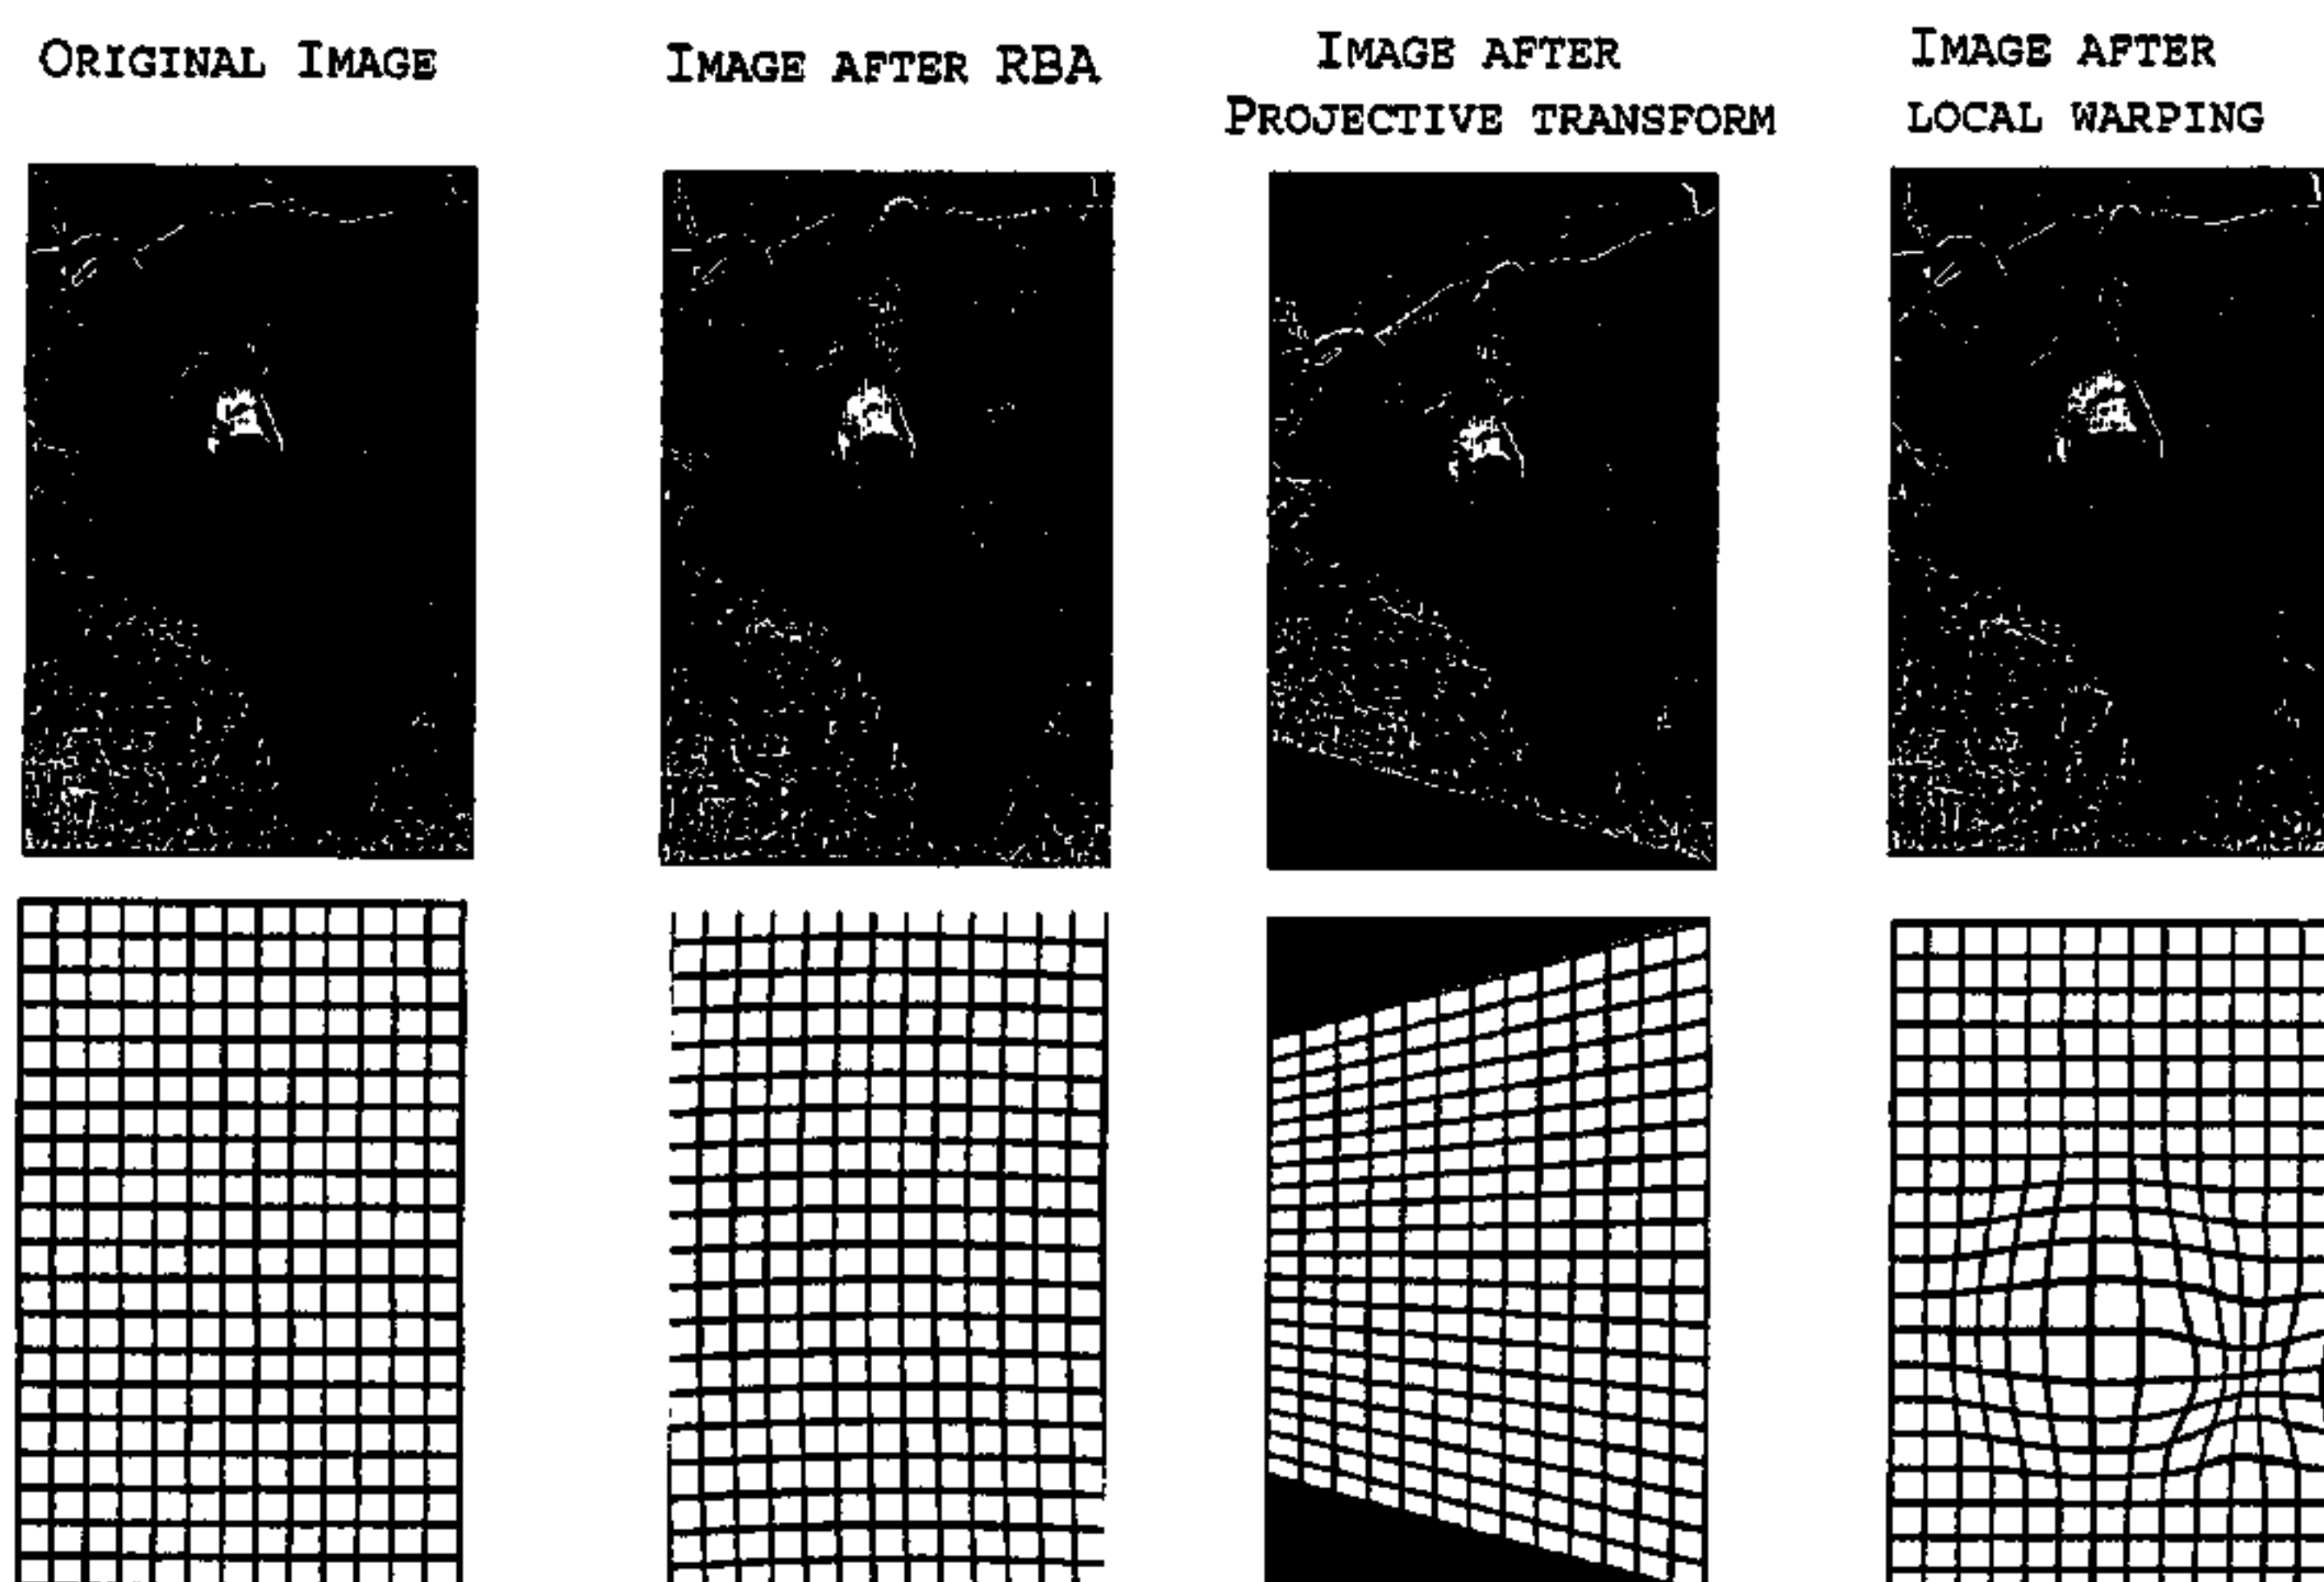 ORIGINAL IMAGE
IMAGE AFTER RBA
IMAGE AFTER
PROJECTIVE TRANSFORM
IMAGE AFTER
LOCAL WARPING